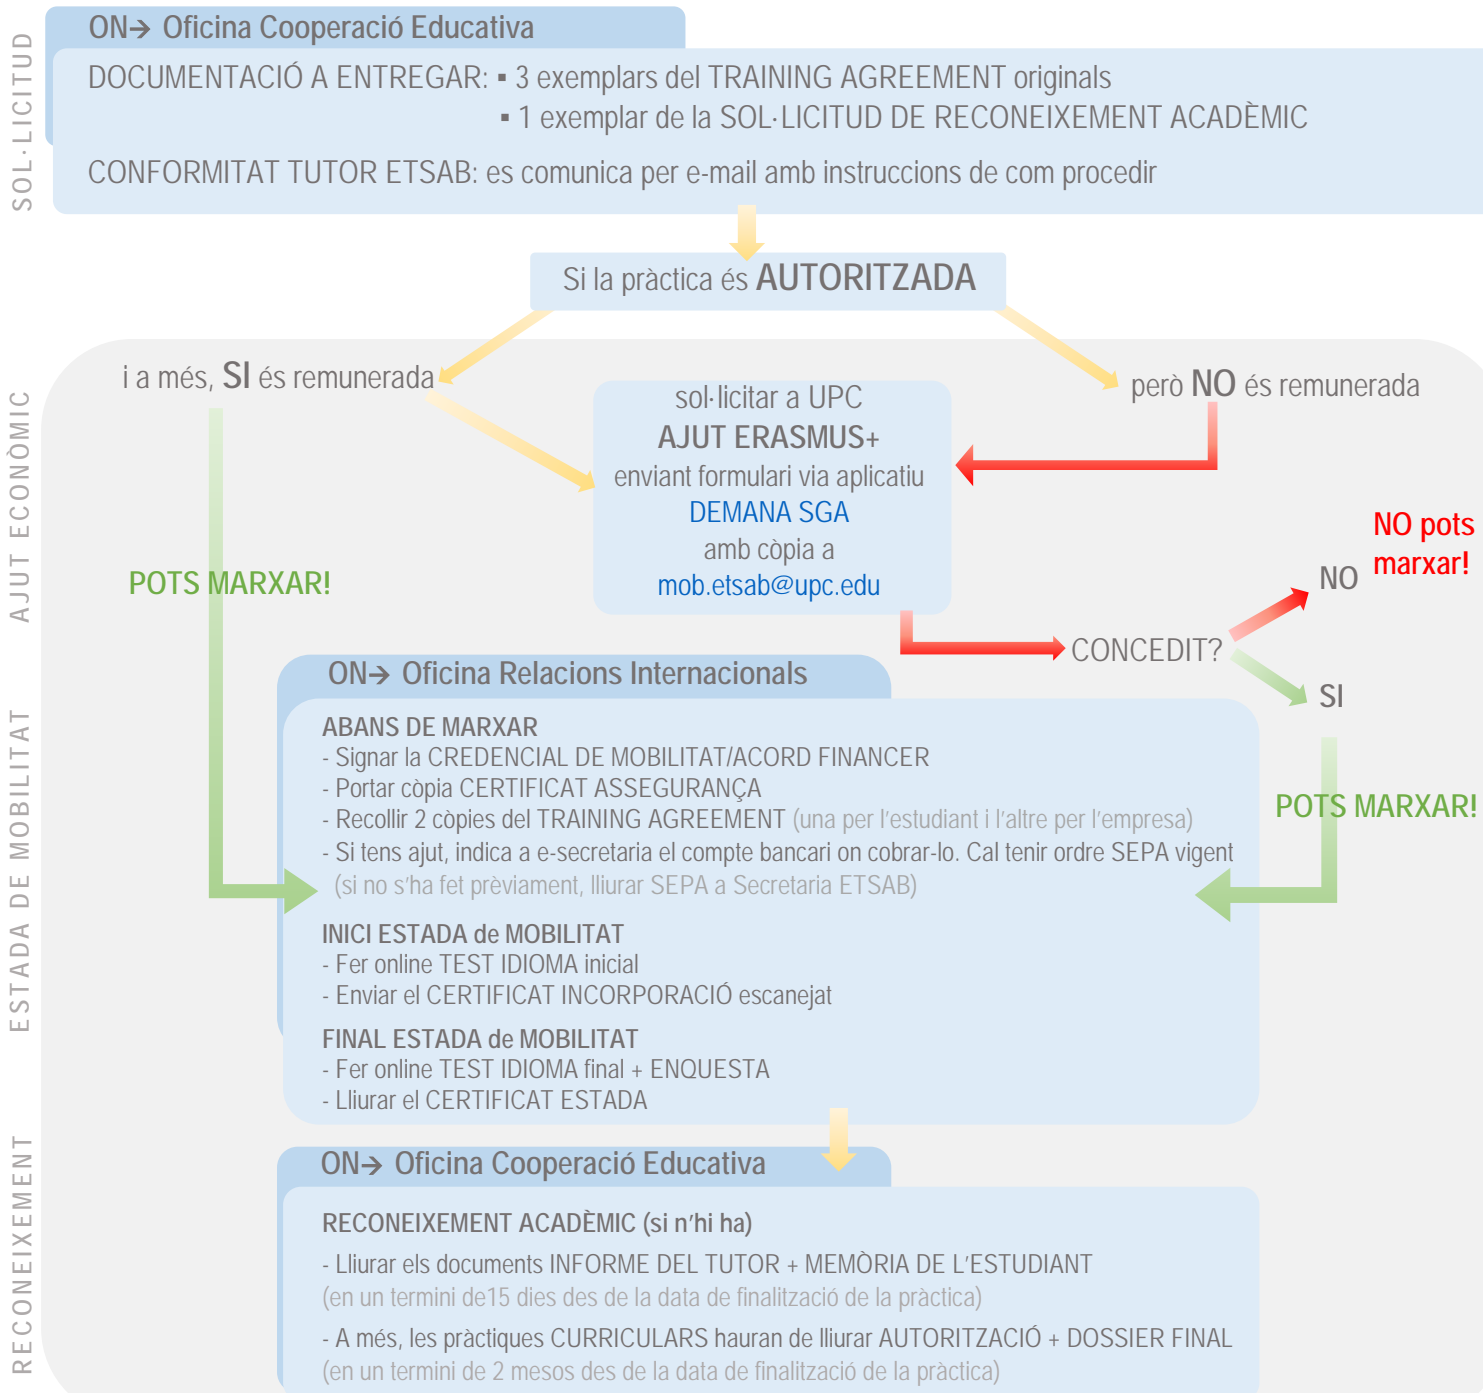 SOL·LICITUD
ON→ Oficina Cooperació Educativa
DOCUMENTACIÓ A ENTREGAR: ▪ 3 exemplars del TRAINING AGREEMENT originals
▪ 1 exemplar de la SOL·LICITUD DE RECONEIXEMENT ACADÈMIC
CONFORMITAT TUTOR ETSAB: es comunica per e-mail amb instruccions de com procedir
Si la pràctica és AUTORITZADA
AJUT ECONÒMIC
i a més, SI és remunerada
sol·licitar a UPC
AJUT ERASMUS+
enviant formulari via aplicatiu
DEMANA SGA
amb còpia a
mob.etsab@upc.edu
però NO és remunerada
POTS MARXAR!
CONCEDIT?
NO
NO pots
marxar!
SI
POTS MARXAR!
ESTADA DE MOBILITAT
ON→ Oficina Relacions Internacionals
ABANS DE MARXAR
- Signar la CREDENCIAL DE MOBILITAT/ACORD FINANCER
- Portar còpia CERTIFICAT ASSEGURANÇA
- Recollir 2 còpies del TRAINING AGREEMENT (una per l'estudiant i l'altre per l'empresa)
- Si tens ajut, indica a e-secretaria el compte bancari on cobrar-lo. Cal tenir ordre SEPA vigent
(si no s'ha fet prèviament, lliurar SEPA a Secretaria ETSAB)
INICI ESTADA de MOBILITAT
- Fer online TEST IDIOMA inicial
- Enviar el CERTIFICAT INCORPORACIÓ escanejat
FINAL ESTADA de MOBILITAT
- Fer online TEST IDIOMA final + ENQUESTA
- Lliurar el CERTIFICAT ESTADA
RECONEIXEMENT
ON→ Oficina Cooperació Educativa
RECONEIXEMENT ACADÈMIC (si n'hi ha)
- Lliurar els documents INFORME DEL TUTOR + MEMÒRIA DE L'ESTUDIANT
(en un termini de15 dies des de la data de finalització de la pràctica)
- A més, les pràctiques CURRICULARS hauran de lliurar AUTORITZACIÓ + DOSSIER FINAL
(en un termini de 2 mesos des de la data de finalització de la pràctica)